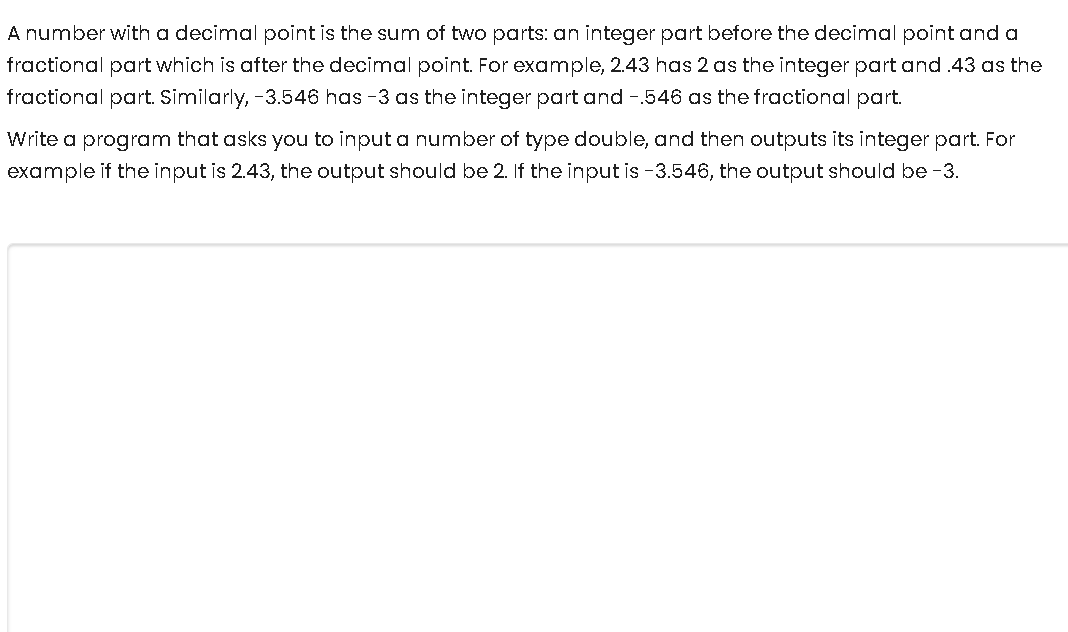 A number with a decimal point is the sum of two parts: an integer part before the decimal point and a
fractional part which is after the decimal point. For example, 2.43 has 2 as the integer part and .43 as the
fractional part. Similarly, -3.546 has -3 as the integer part and -.546 as the fractional part.
Write a program that asks you to input a number of type double, and then outputs its integer part. For
example if the input is 2.43, the output should be 2. If the input is -3.546, the output should be -3.